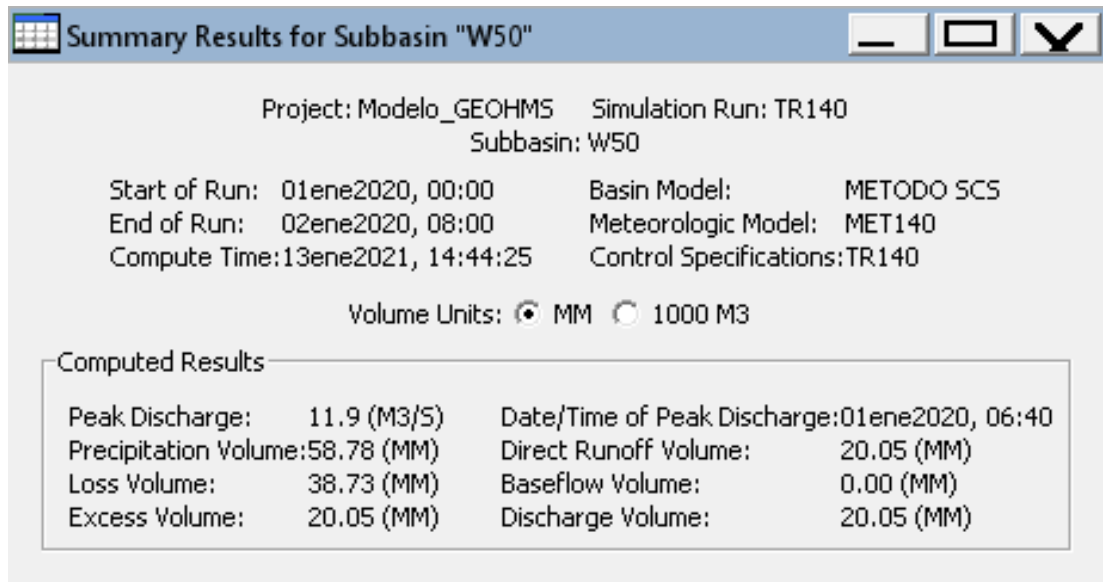 Summary Results for Subbasin "W50"
Project: Modelo_GEOHMS Simulation Run: TR140
Subbasin: W50
Start of Run: 01ene2020, 00:00 Basin Model: METODO SCS
End of Run: 02ene2020, 08:00 Meteorologic Model: MET140
Compute Time:13ene2021, 14:44:25 Control Specifications:TR140
Volume Units: MM 1000 M3
Computed Results
Peak Discharge: 11.9 (M3/S) Date/Time of Peak Discharge:01ene2020, 06:40
Precipitation Volume:58.78 (MM) Direct Runoff Volume: 20.05 (MM)
Loss Volume: 38.73 (MM) Baseflow Volume: 0.00 (MM)
Excess Volume: 20.05 (MM) Discharge Volume: 20.05 (MM)